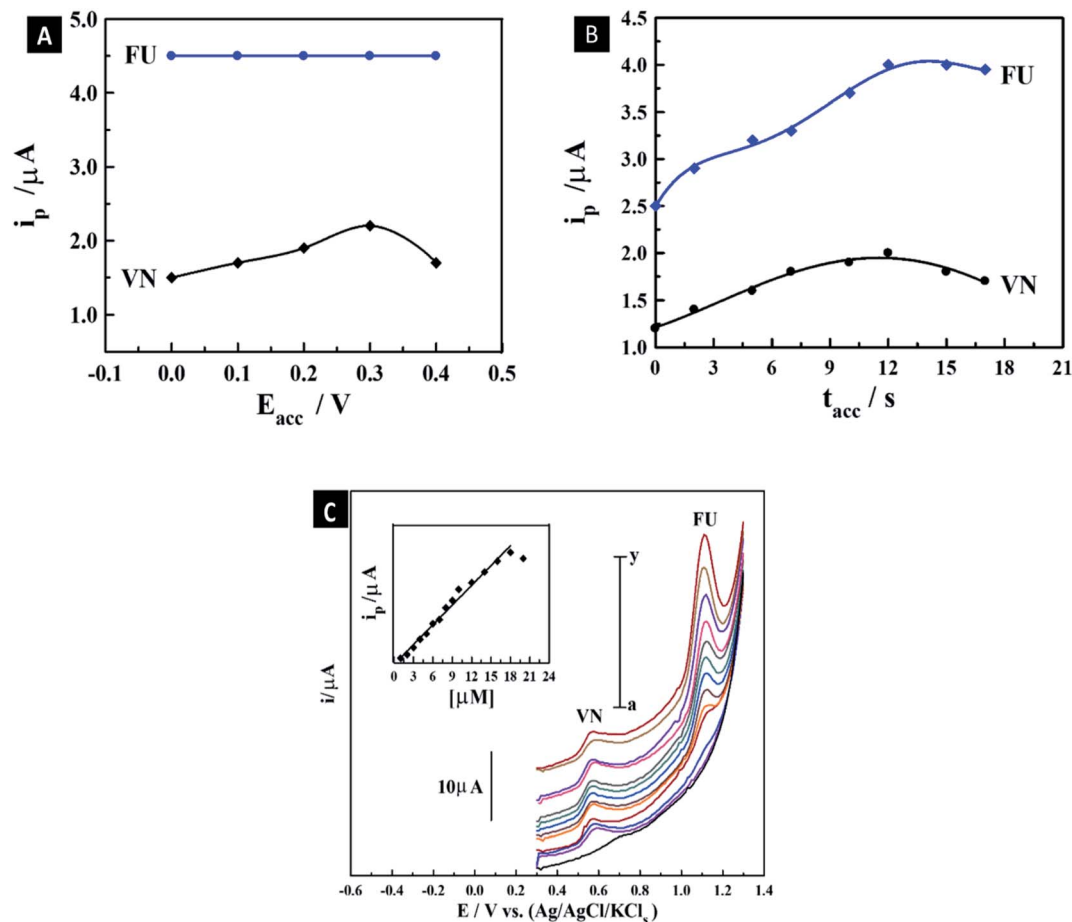 A
5.0
4.0
3.0
2.0
1.0
FU
VN
i_p /µA
-0.1 0.0 0.1 0.2 0.3 0.4 0.5
E_acc / V
B
4.5
4.0
3.5
3.0
2.5
2.0
1.5
1.0
FU
VN
i_p /µA
0 3 6 9 12 15 18 21
t_acc / s
C
FU
y
a
VN
i_p/µA
0 3 6 9 12 15 18 21 24
[µM]
10µA
i/µA
-0.6 -0.4 -0.2 0.0 0.2 0.4 0.6 0.8 1.0 1.2 1.4
E / V vs. (Ag/AgCl/KCl_s)